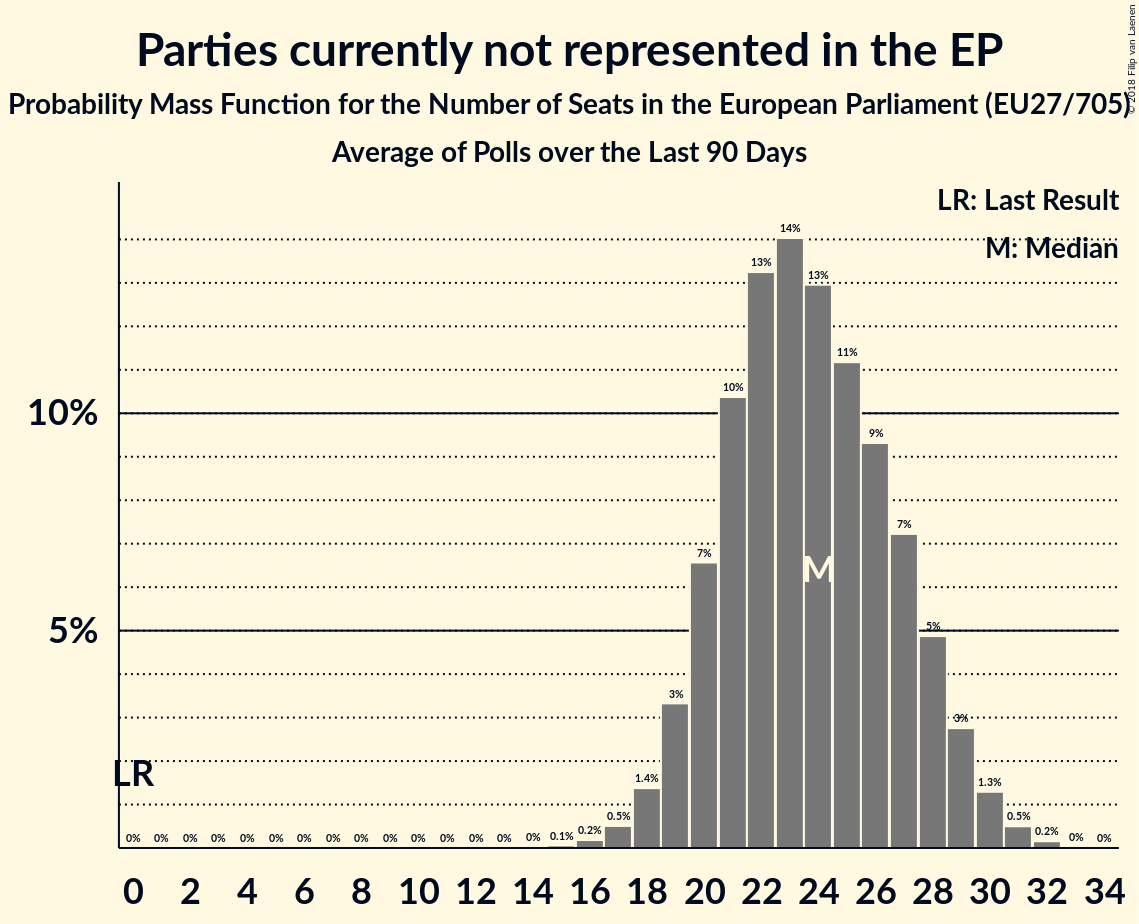 Parties currently not represented in the EP
Probability Mass Function for the Number of Seats in the European Parliament (EU27/705)
Average of Polls over the Last 90 Days
© 2018 Filip van Laenen
LR: Last Result
M: Median
10%
5%
LR
M
0% 0% 0% 0% 0% 0% 0% 0% 0% 0% 0% 0% 0% 0% 0% 0.1% 0.2% 0.5% 1.4% 3% 7% 10% 13% 14% 13% 11% 9% 7% 5% 3% 1.3% 0.5% 0.2% 0% 0%
0 2 4 6 8 10 12 14 16 18 20 22 24 26 28 30 32 34